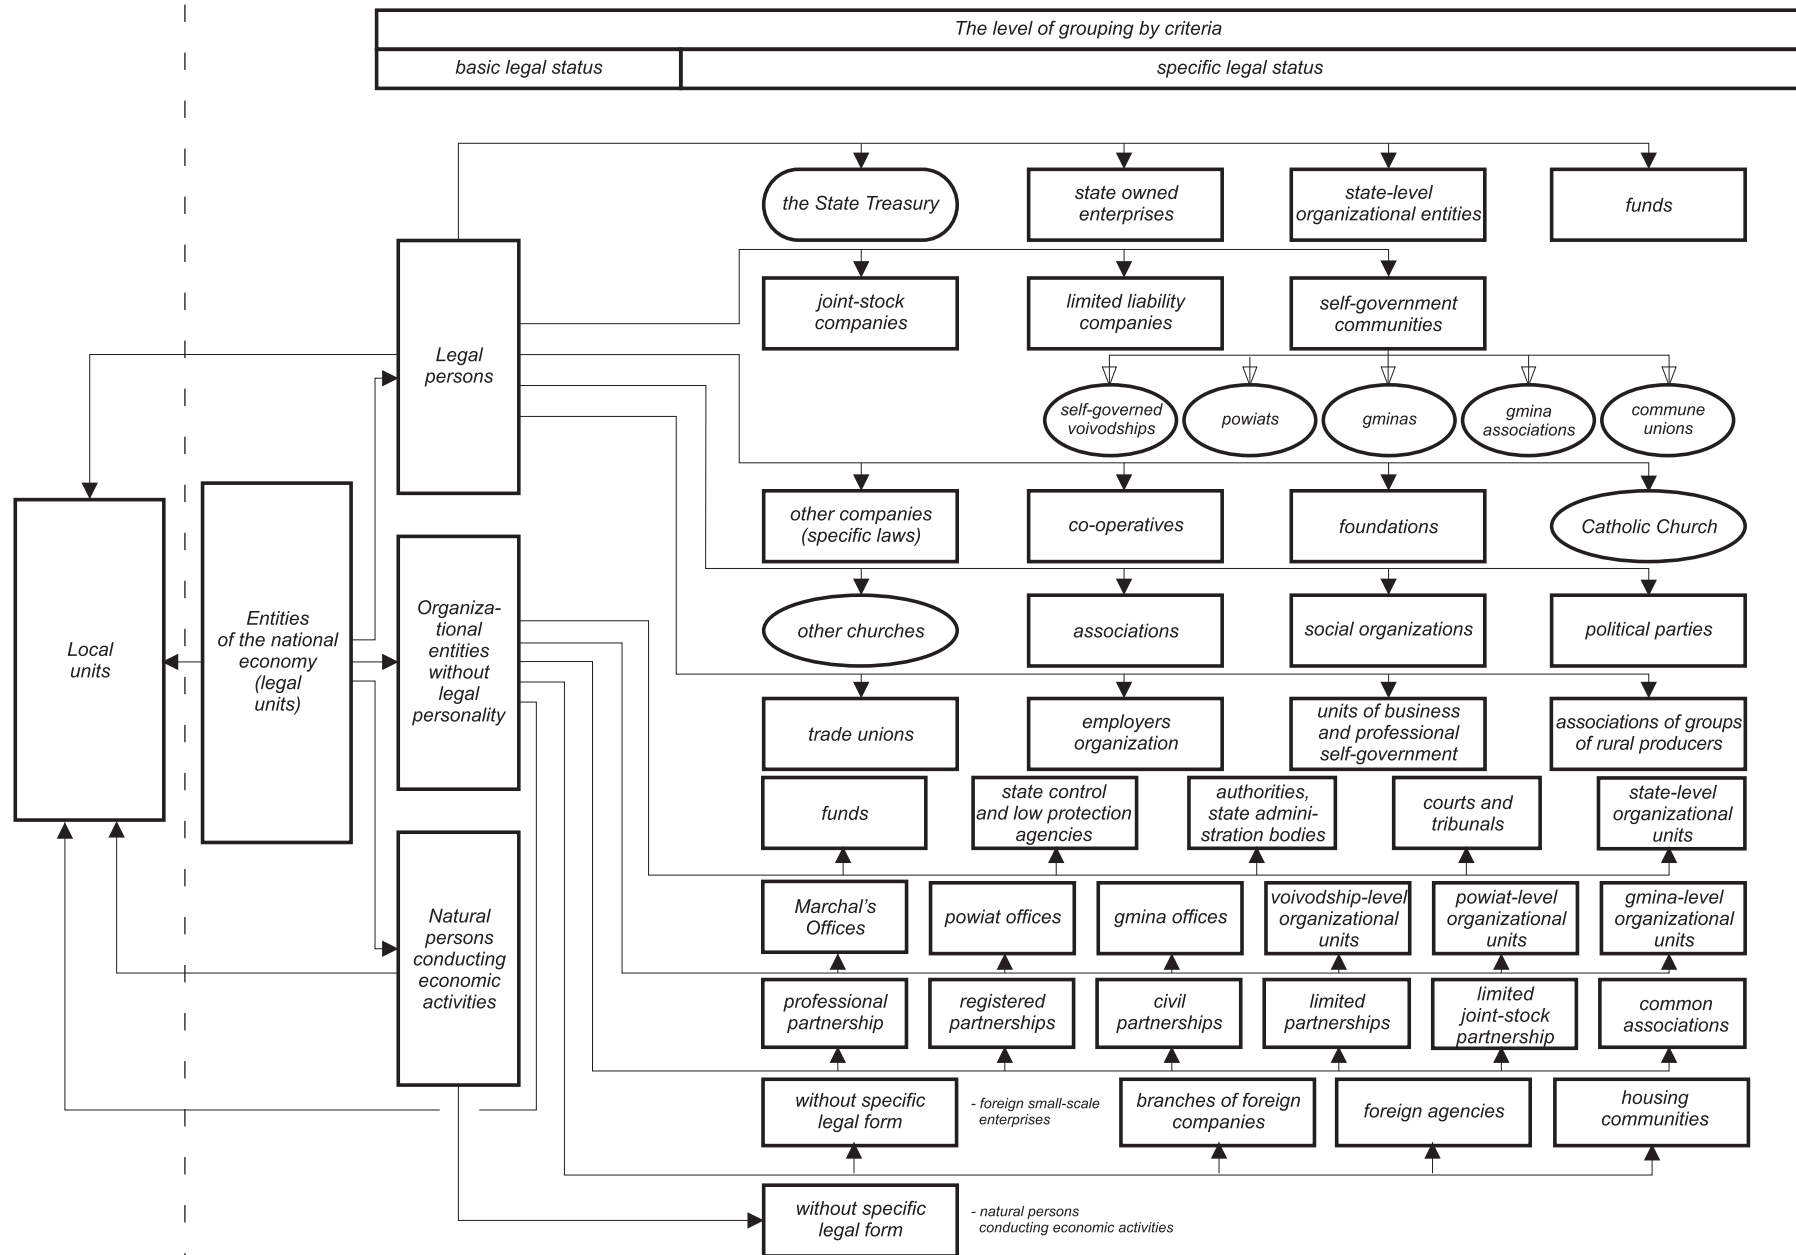 The level of grouping by criteria
basic legal status
specific legal status
the State Treasury
state owned
enterprises
state-level
organizational entities
funds
joint-stock
companies
limited liability
companies
self-government
communities
Legal
persons
self-governed
voivodships
powiats
gminas
gmina
associations
commune
unions
other companies
(specific laws)
co-operatives
foundations
Catholic Church
Local
units
Entities
of the national
economy
(legal
units)
Organiza-
tional
entities
without
legal
personality
other churches
associations
social organizations
political parties
trade unions
employers
organization
units of business
and professional
self-government
associations of groups
of rural producers
funds
state control
and low protection
agencies
authorities,
state admini-
stration bodies
courts and
tribunals
state-level
organizational
units
Natural
persons
conducting
economic
activities
Marchal's
Offices
powiat offices
gmina offices
voivodship-level
organizational
units
powiat-level
organizational
units
gmina-level
organizational
units
professional
partnership
registered
partnerships
civil
partnerships
limited
partnerships
limited
joint-stock
partnership
common
associations
without specific
legal form
- foreign small-scale
enterprises
branches of foreign
companies
foreign agencies
housing
communities
without specific
legal form
- natural persons
conducting economic activities